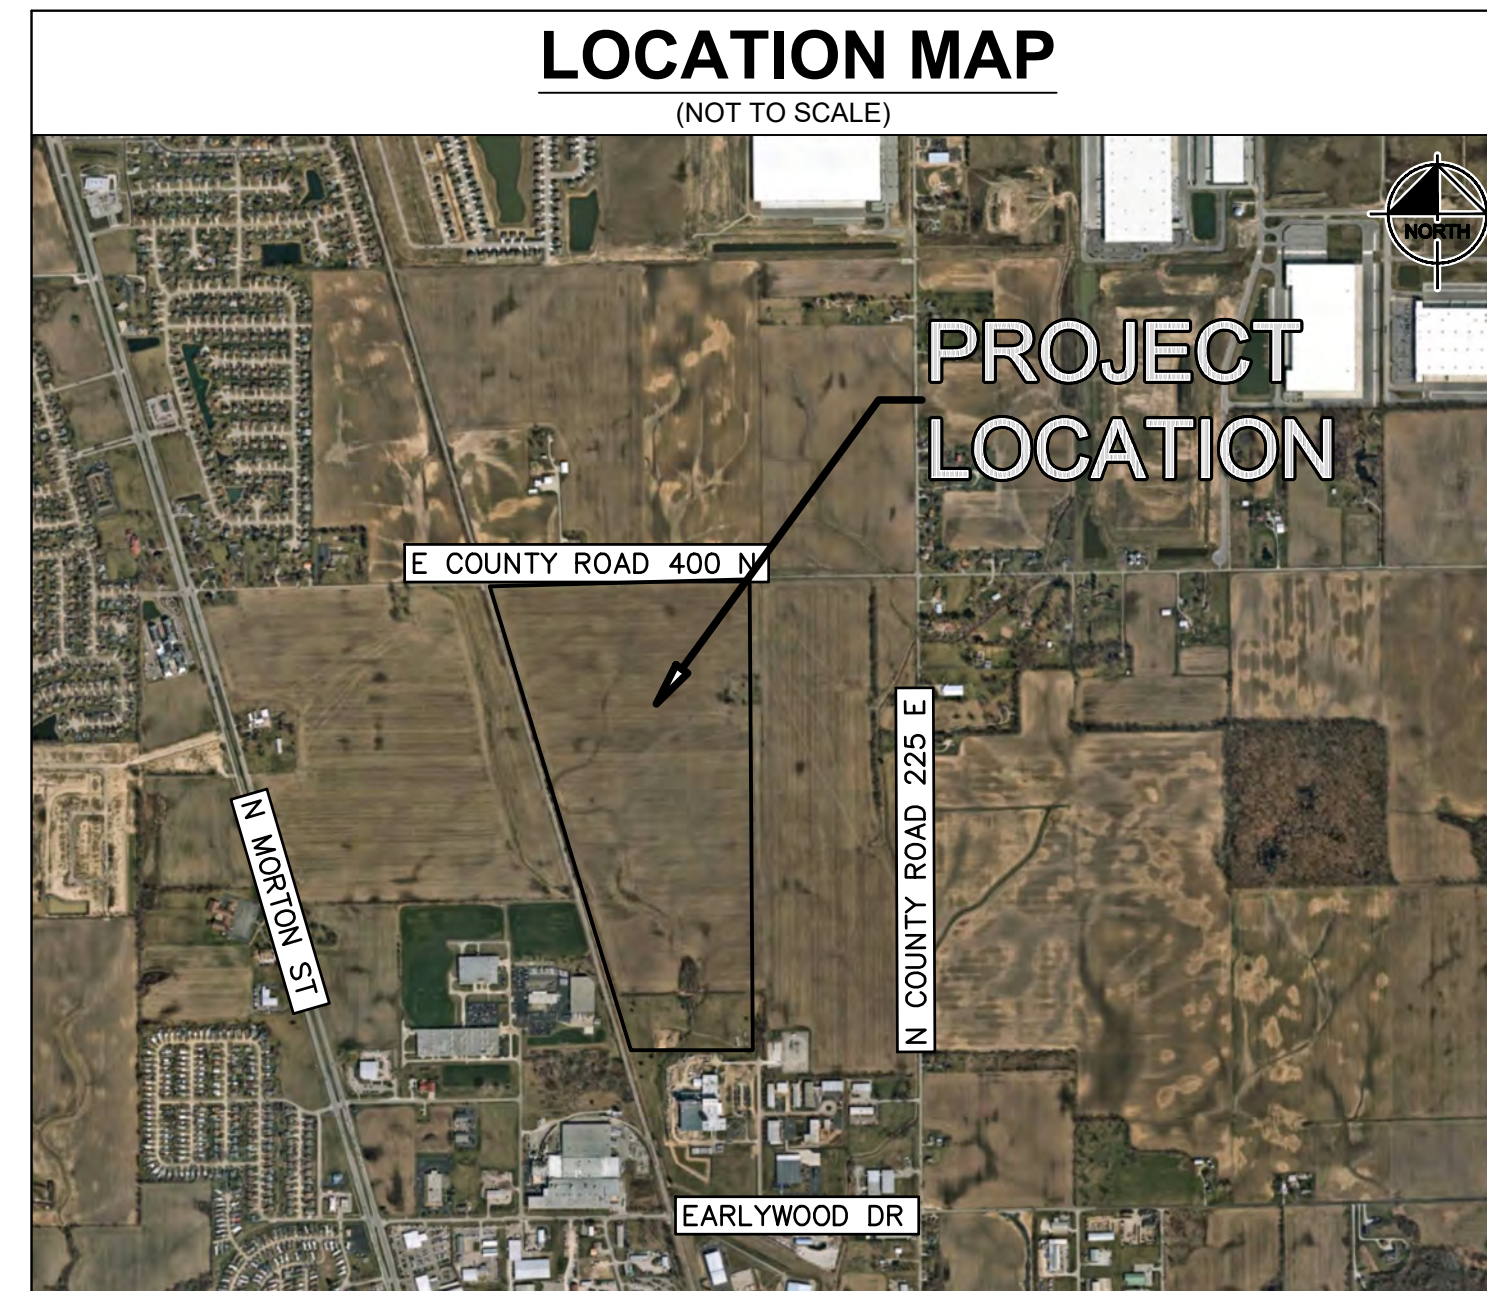 LOCATION MAP
(NOT TO SCALE)
NORTH
PROJECT
LOCATION
E COUNTY ROAD 400 N
N COUNTY ROAD 225 E
N MORTON ST
EARLYWOOD DR